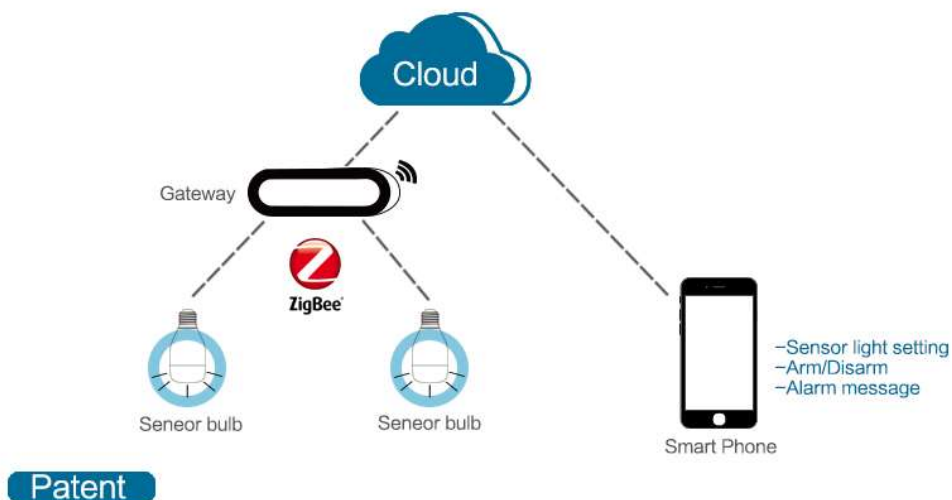 Cloud
Gateway
ZigBee®
Seneor bulb
Seneor bulb
-Sensor light setting
-Arm/Disarm
-Alarm message
Smart Phone
Patent